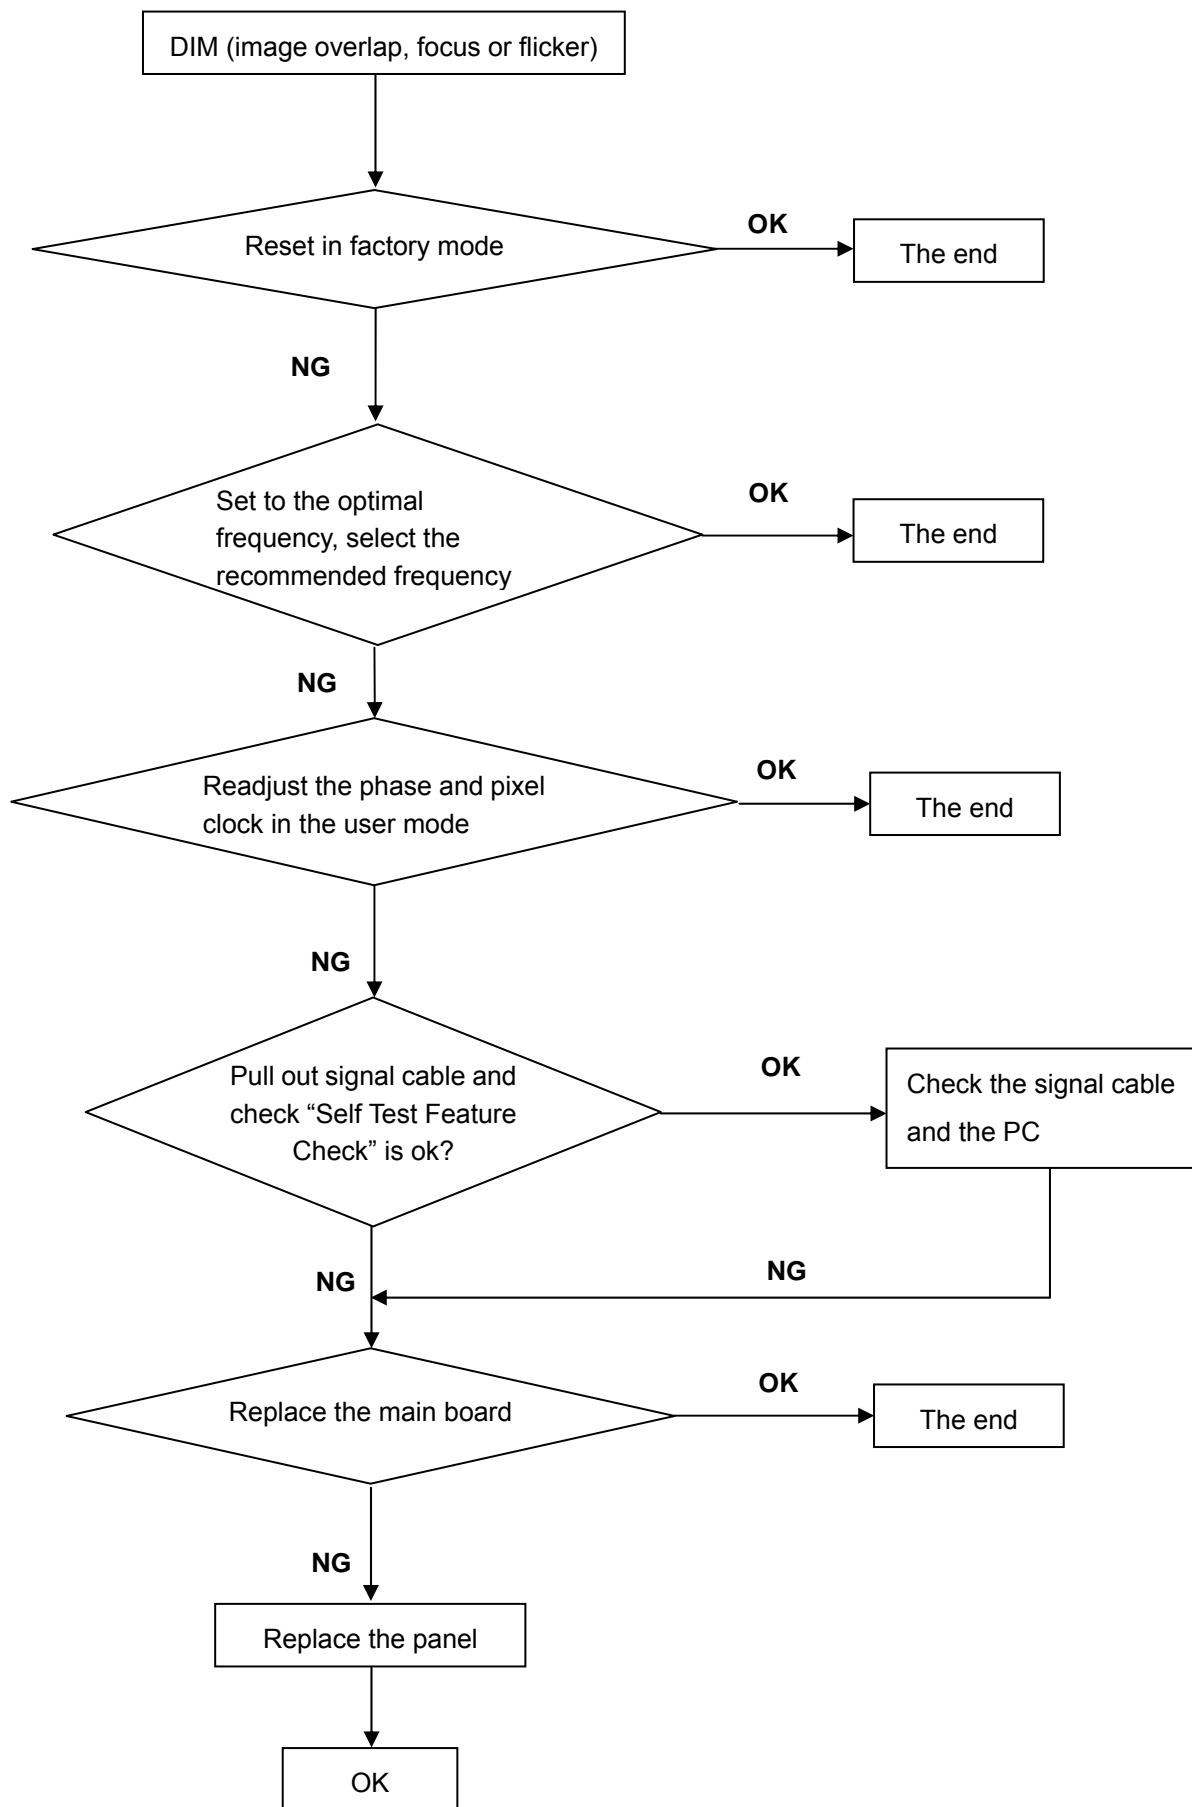 DIM (image overlap, focus or flicker)
Reset in factory mode
OK
The end
NG
Set to the optimal
frequency, select the
recommended frequency
OK
The end
NG
Readjust the phase and pixel
clock in the user mode
OK
The end
NG
Pull out signal cable and
check “Self Test Feature
Check” is ok?
OK
Check the signal cable
and the PC
NG
NG
Replace the main board
OK
The end
NG
Replace the panel
OK